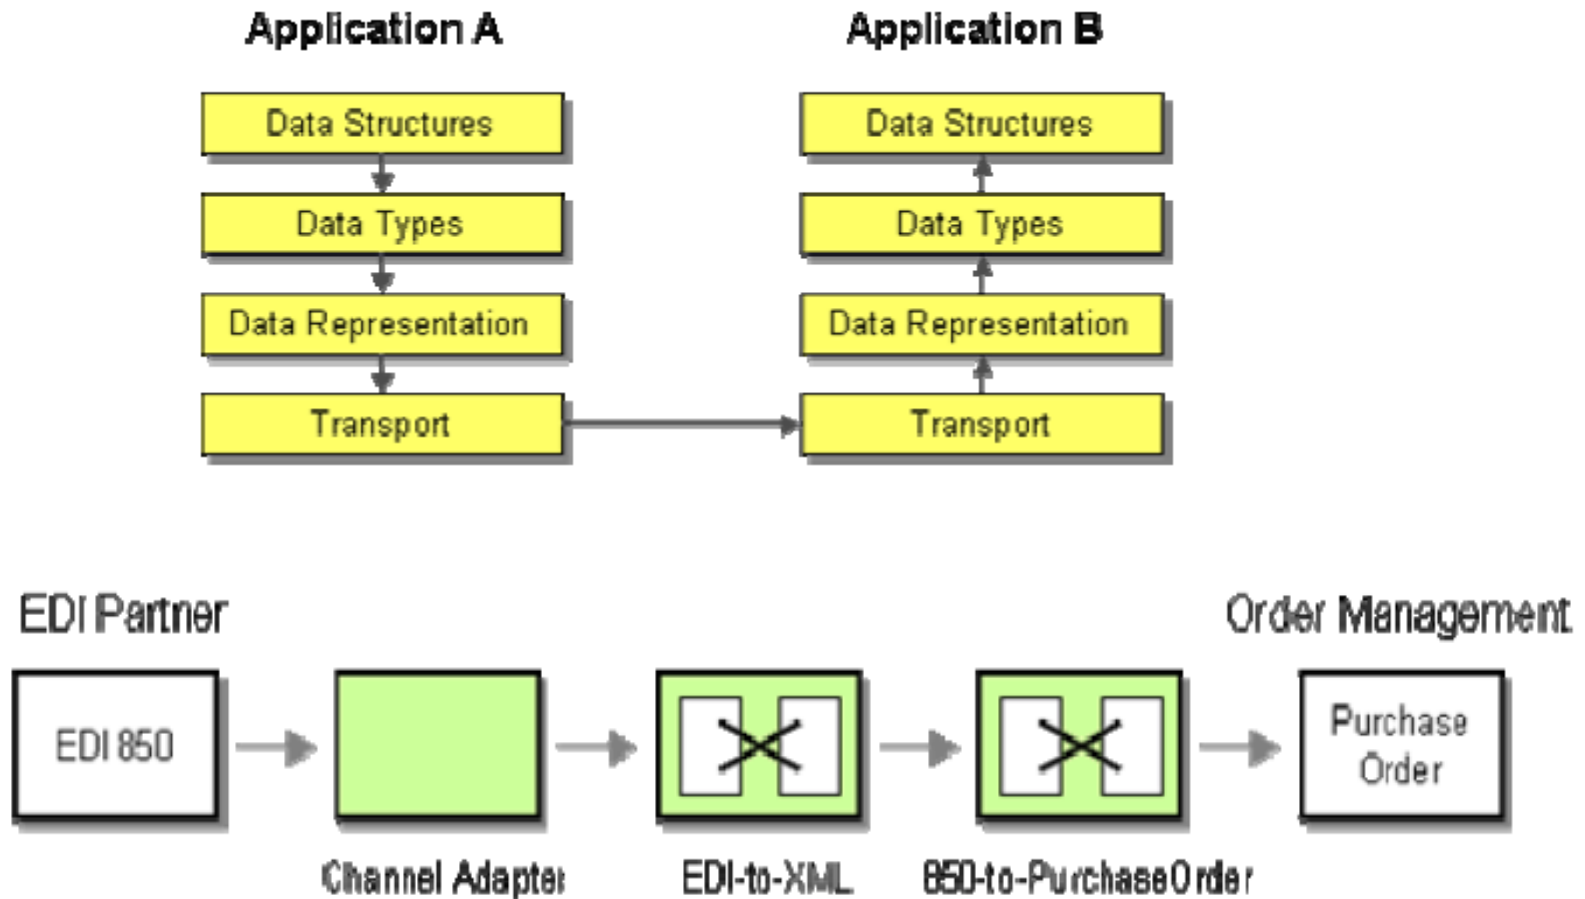 Application A
Application B
Data Structures
Data Types
Data Representation
Transport
Data Structures
Data Types
Data Representation
Transport
EDI Partner
Order Management
EDI 850
Purchase
Order
Channel Adapter
EDI-to-XML
850-to-PurchaseOrder